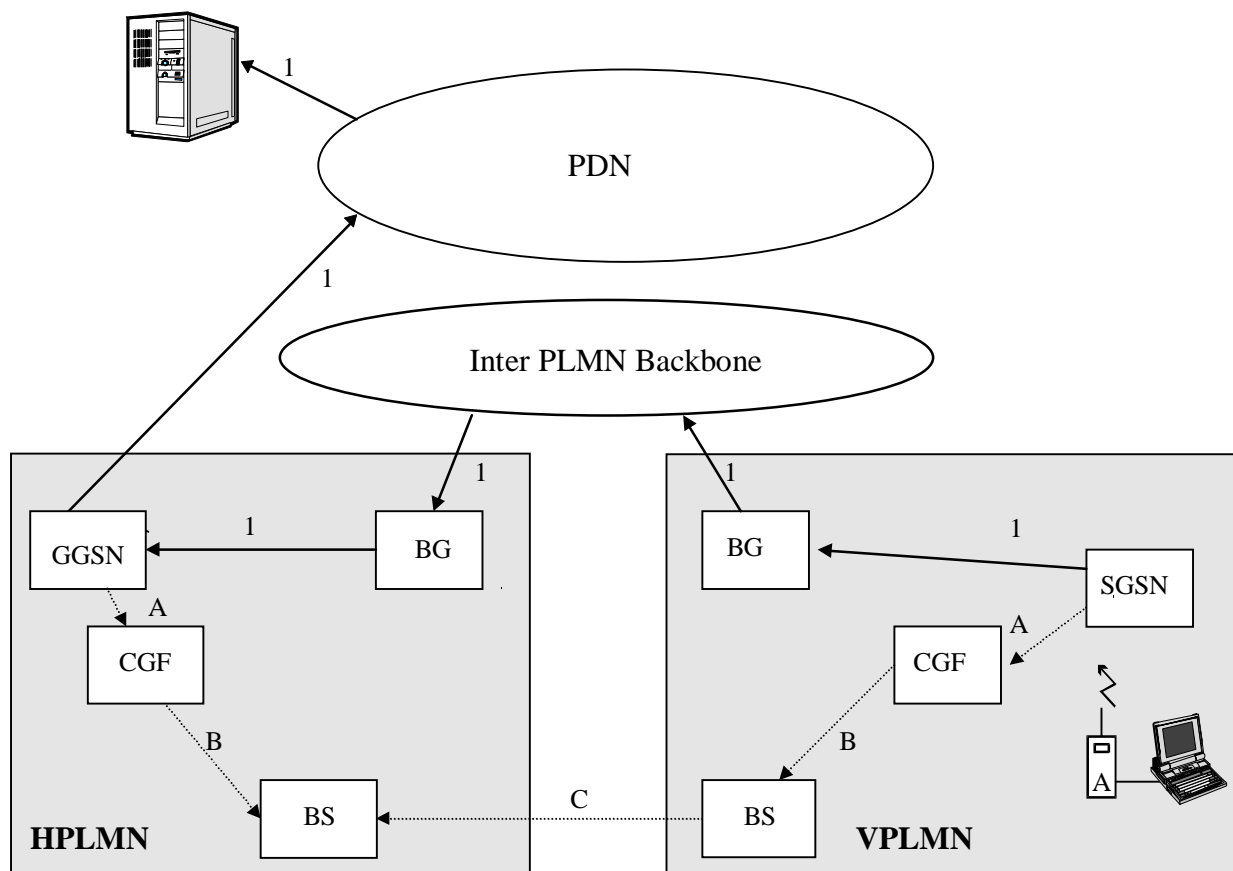 1
PDN
1
Inter PLMN Backbone
1
1
GGSN
1
BG
BG
1
SGSN
A
CGF
A
CGF
B
B
A
BS
C
BS
HPLMN
VPLMN